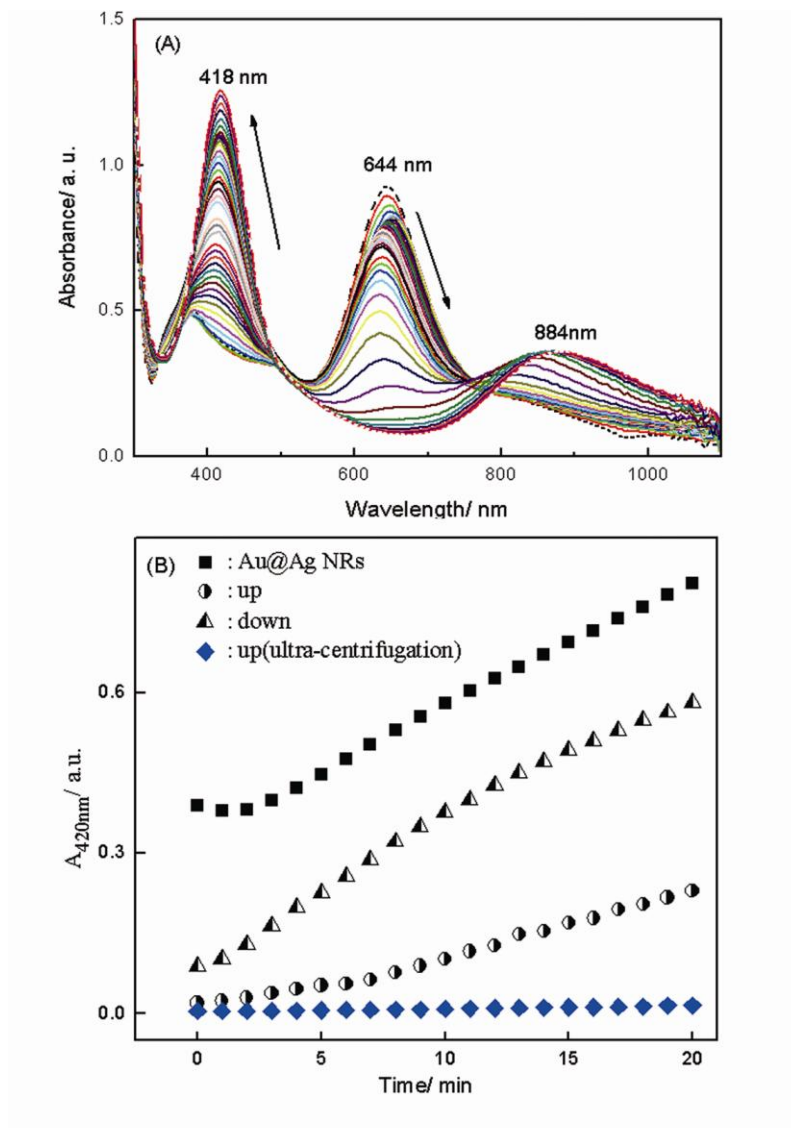 (A)
418 nm
644 nm
884nm
Absorbance/ a. u.
1.5
1.0
0.5
0.0
400 600 800 1000
Wavelength/ nm
(B)
■ : Au@Ag NRs
◑ : up
◮ : down
◆ : up(ultra-centrifugation)
A420nm/ a.u.
0.6
0.3
0.0
0 5 10 15 20
Time/ min